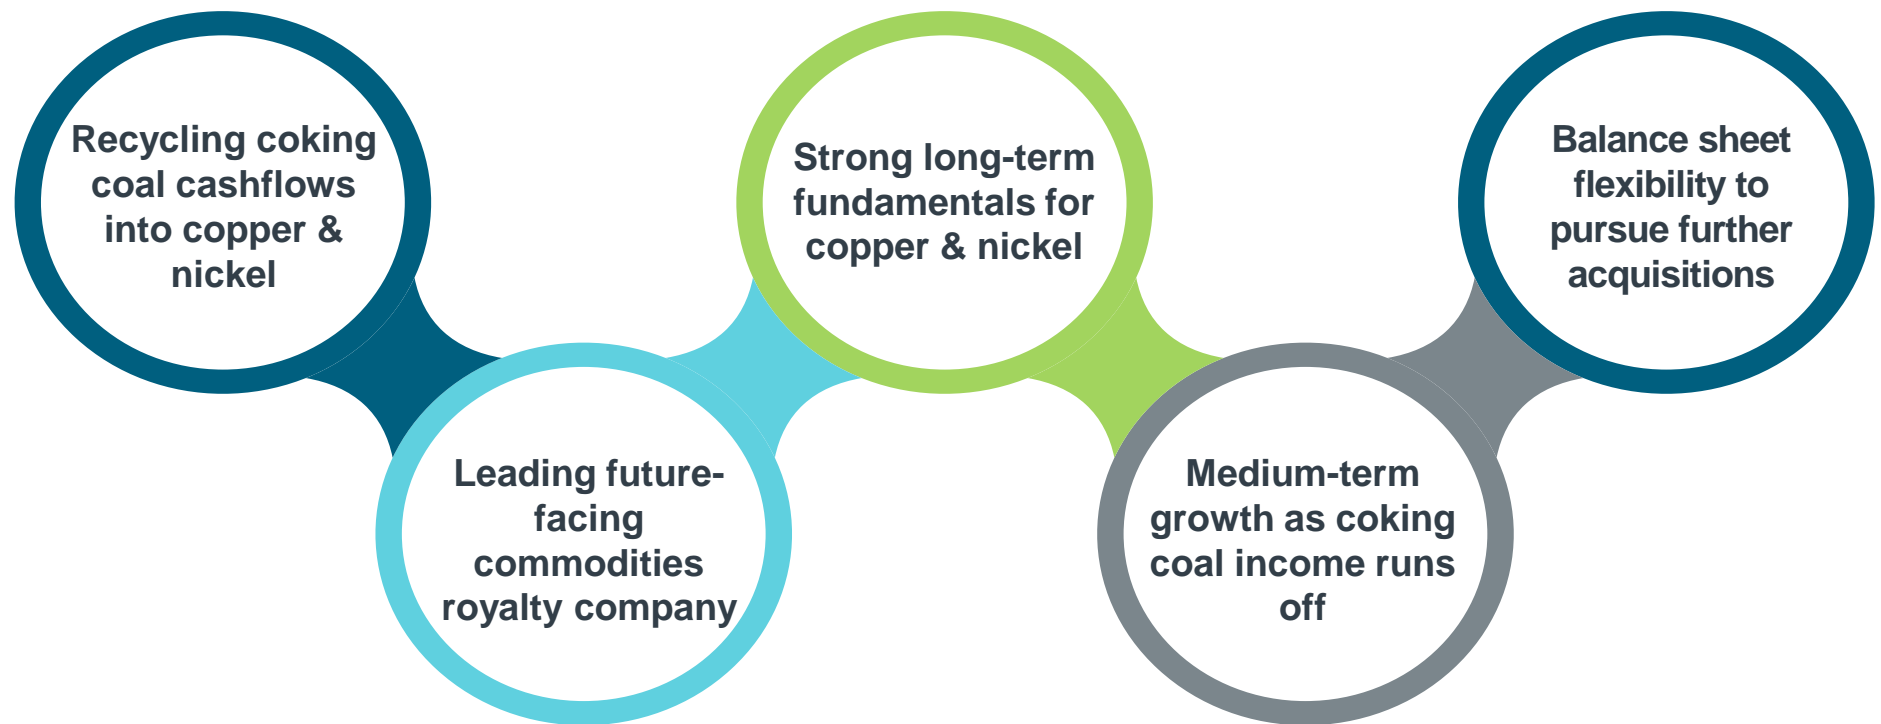 Recycling coking
coal cashflows
into copper &
nickel
Leading future-
facing
commodities
royalty company
Strong long-term
fundamentals for
copper & nickel
Medium-term
growth as coking
coal income runs
off
Balance sheet
flexibility to
pursue further
acquisitions